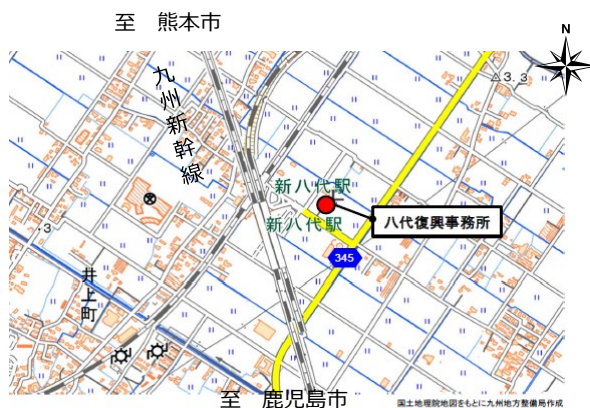 至 熊本市
N
九州新幹線
3.3
新八代駅
新八代駅
八代復興事務所
.3
345
井上町
至 鹿児島市
国土地理院地図をもとに九州地方整備局作成